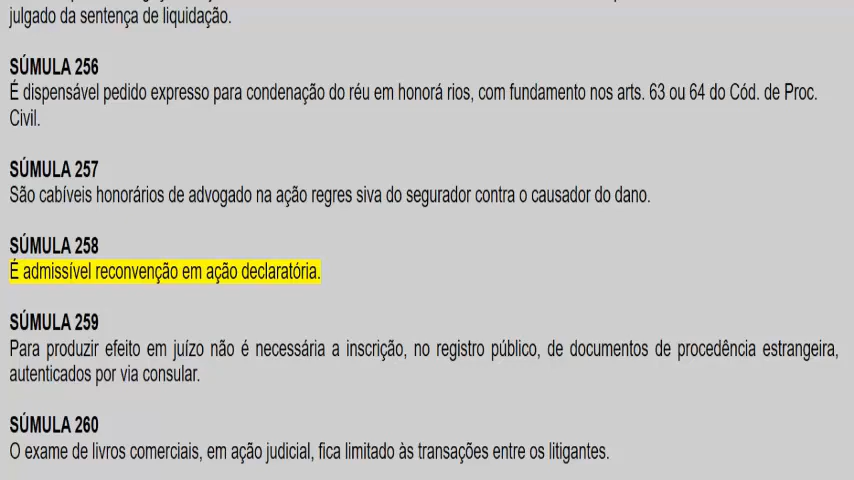 julgado da sentença de liquidação.
SÚMULA 256
É dispensável pedido expresso para condenação do réu em honorá rios, com fundamento nos arts. 63 ou 64 do Cód. de Proc.
Civil.
SÚMULA 257
São cabíveis honorários de advogado na ação regres siva do segurador contra o causador do dano.
SÚMULA 258
É admissível reconvenção em ação declaratória.
SÚMULA 259
Para produzir efeito em juízo não é necessária a inscrição, no registro público, de documentos de procedência estrangeira,
autenticados por via consular.
SÚMULA 260
O exame de livros comerciais, em ação judicial, fica limitado às transações entre os litigantes.